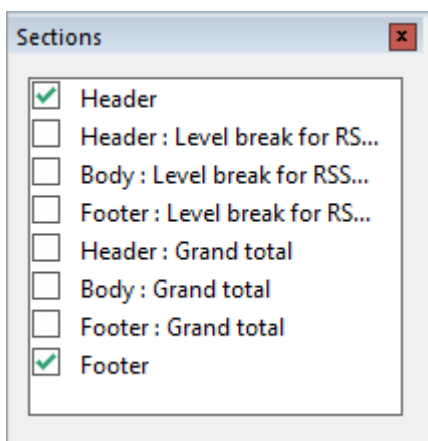 Sections
Header
Header : Level break for RS...
Body : Level break for RSS...
Footer : Level break for RS...
Header : Grand total
Body : Grand total
Footer : Grand total
Footer